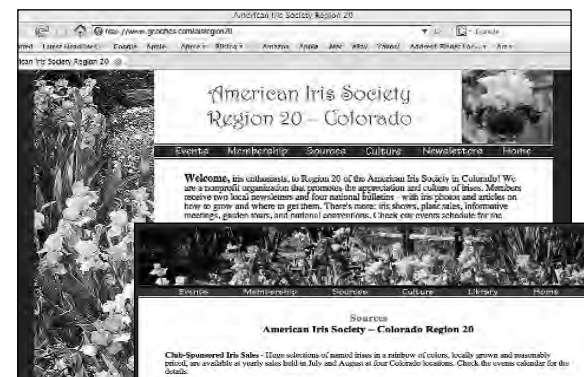 American Iris Society Region 20
Google Apple Amazon Apple Mac eBay Yahoo!
American Iris Society
Region 20 – Colorado
Events Membership Sources Culture Newsletters Home
Welcome, iris enthusiasts, to Region 20 of the American Iris Society in Colorado! We
are a nonprofit organization that promotes the appreciation and culture of irises. Members
receive two local newsletters and four national bulletins - with iris photos and articles on
how to grow and where to get them. There's more: iris shows, plant sales, informative
meetings, garden tours, and national conventions. Check our events schedule for the
Events Membership Sources Culture Library Home
Sources
American Iris Society – Colorado Region 20
Club-Sponsored Iris Sales - Huge selections of named irises in a rainbow of colors, locally grown and reasonably
priced, are available at yearly sales held in July and August at four Colorado locations. Check the events calendar for the
details.